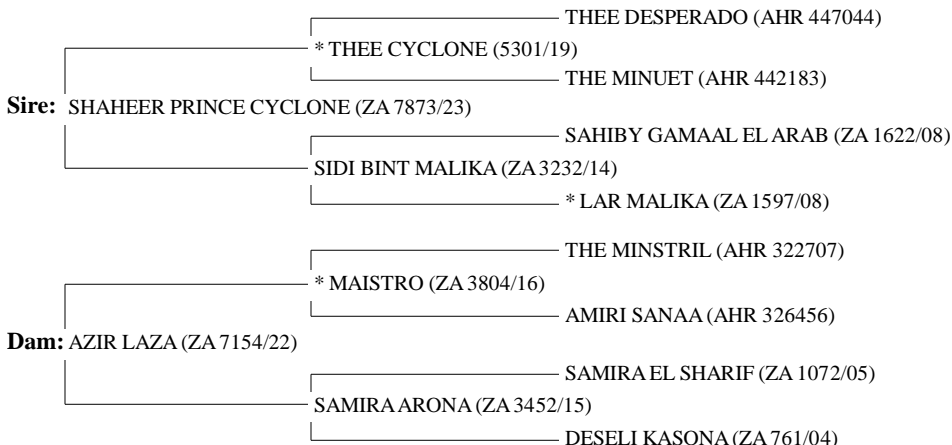 THEE DESPERADO (AHR 447044)
* THEE CYCLONE (5301/19)
THE MINUET (AHR 442183)
Sire: SHAHEER PRINCE CYCLONE (ZA 7873/23)
SAHIBY GAMAAL EL ARAB (ZA 1622/08)
SIDI BINT MALIKA (ZA 3232/14)
* LAR MALIKA (ZA 1597/08)
THE MINSTRIL (AHR 322707)
* MAISTRO (ZA 3804/16)
AMIRI SANAA (AHR 326456)
Dam: AZIR LAZA (ZA 7154/22)
SAMIRA EL SHARIF (ZA 1072/05)
SAMIRA ARONA (ZA 3452/15)
DESELI KASONA (ZA 761/04)